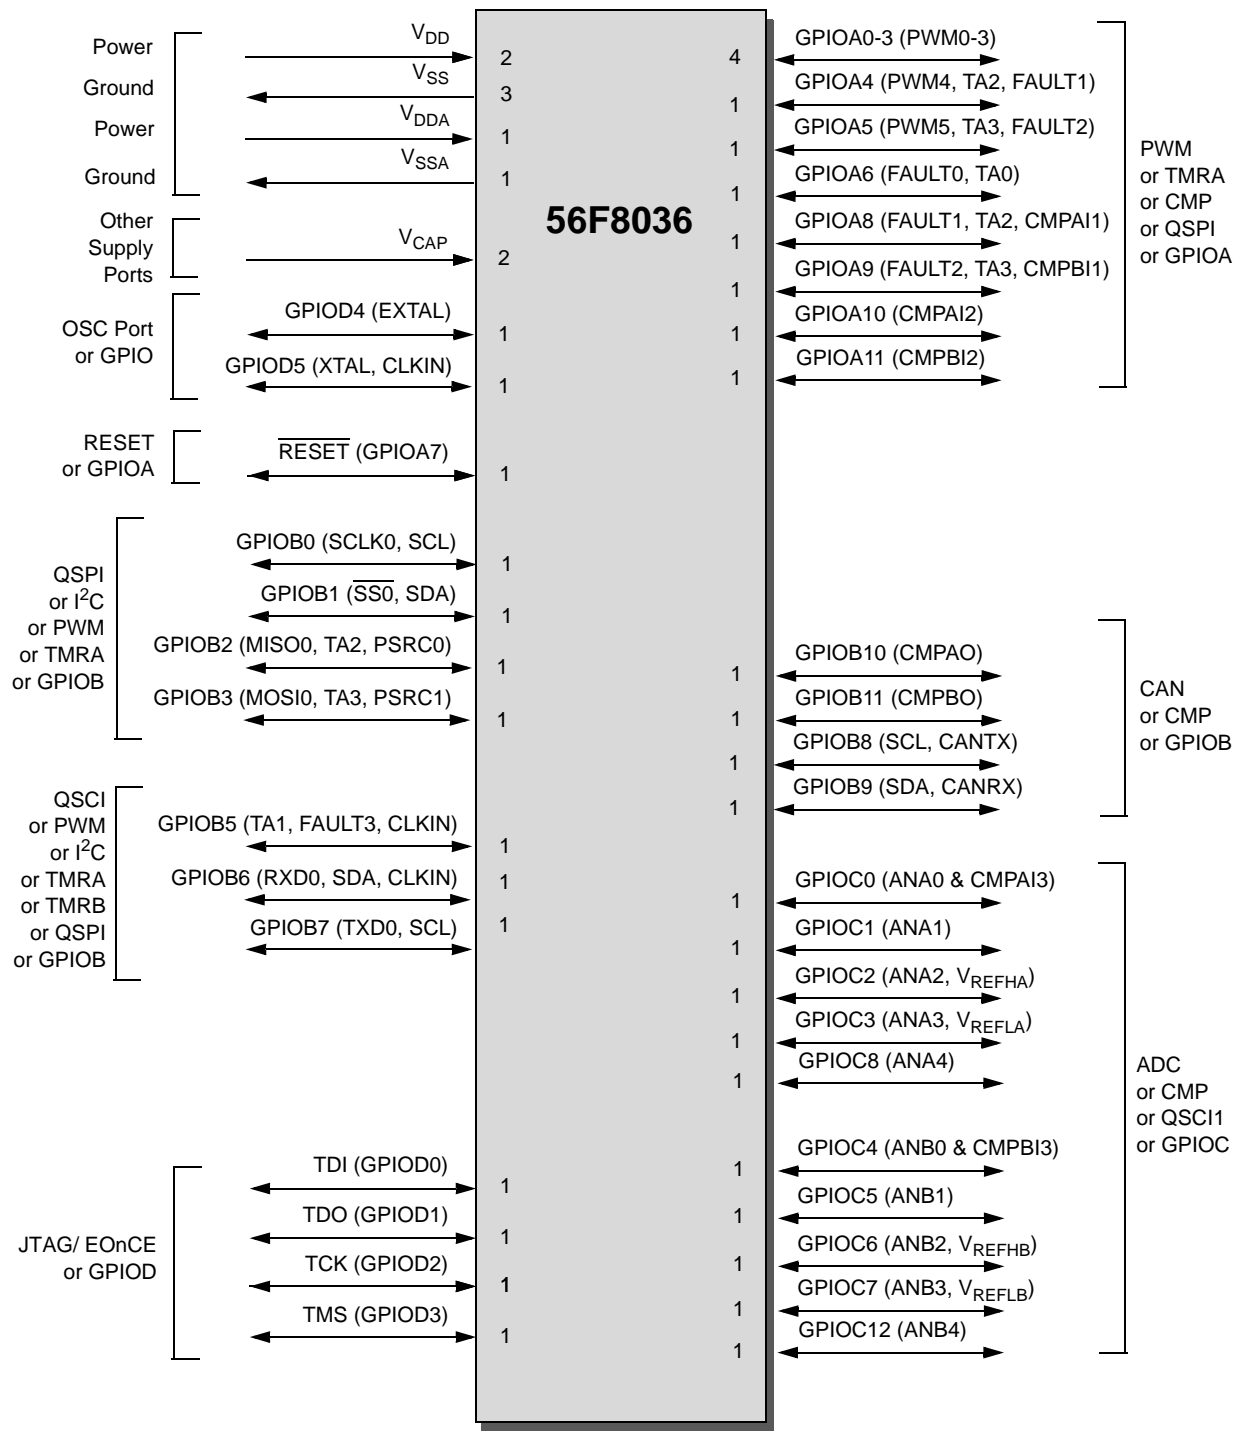 56F8036
Power
V_DD
2
Ground
V_SS
3
Power
V_DDA
1
Ground
V_SSA
1
Other
Supply
Ports
V_CAP
2
OSC Port
or GPIO
GPIOD4 (EXTAL)
1
GPIOD5 (XTAL, CLKIN)
1
RESET
or GPIOA
RESET (GPIOA7)
1
QSPI
or I²C
or PWM
or TMRA
or GPIOB
GPIOB0 (SCLK0, SCL)
1
GPIOB1 (SS0, SDA)
1
GPIOB2 (MISO0, TA2, PSRC0)
1
GPIOB3 (MOSI0, TA3, PSRC1)
1
QSCI
or PWM
or I²C
or TMRA
or TMRB
or QSPI
or GPIOB
GPIOB5 (TA1, FAULT3, CLKIN)
1
GPIOB6 (RXD0, SDA, CLKIN)
1
GPIOB7 (TXD0, SCL)
1
JTAG/ EOnCE
or GPIOD
TDI (GPIOD0)
1
TDO (GPIOD1)
1
TCK (GPIOD2)
1
TMS (GPIOD3)
1
4
GPIOA0-3 (PWM0-3)
1
GPIOA4 (PWM4, TA2, FAULT1)
1
GPIOA5 (PWM5, TA3, FAULT2)
1
GPIOA6 (FAULT0, TA0)
1
GPIOA8 (FAULT1, TA2, CMPAI1)
1
GPIOA9 (FAULT2, TA3, CMPBI1)
1
GPIOA10 (CMPAI2)
1
GPIOA11 (CMPBI2)
PWM
or TMRA
or CMP
or QSPI
or GPIOA
1
GPIOB10 (CMPAO)
1
GPIOB11 (CMPBO)
1
GPIOB8 (SCL, CANTX)
1
GPIOB9 (SDA, CANRX)
CAN
or CMP
or GPIOB
1
GPIOC0 (ANA0 & CMPAI3)
1
GPIOC1 (ANA1)
1
GPIOC2 (ANA2, V_REFHA)
1
GPIOC3 (ANA3, V_REFLA)
1
GPIOC8 (ANA4)
1
GPIOC4 (ANB0 & CMPBI3)
1
GPIOC5 (ANB1)
1
GPIOC6 (ANB2, V_REFHB)
1
GPIOC7 (ANB3, V_REFLB)
1
GPIOC12 (ANB4)
ADC
or CMP
or QSCI1
or GPIOC